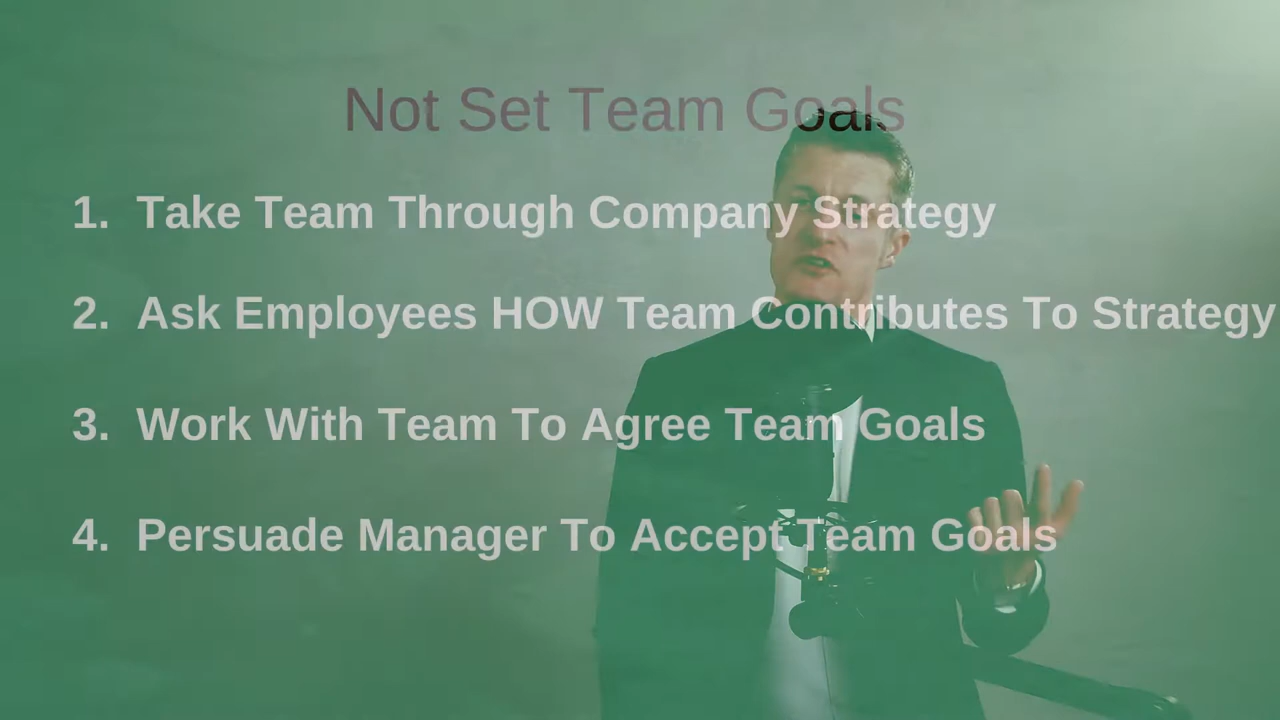 Not Set Team Goals
1. Take Team Through Company Strategy
2. Ask Employees HOW Team Contributes To Strategy
3. Work With Team To Agree Team Goals
4. Persuade Manager To Accept Team Goals